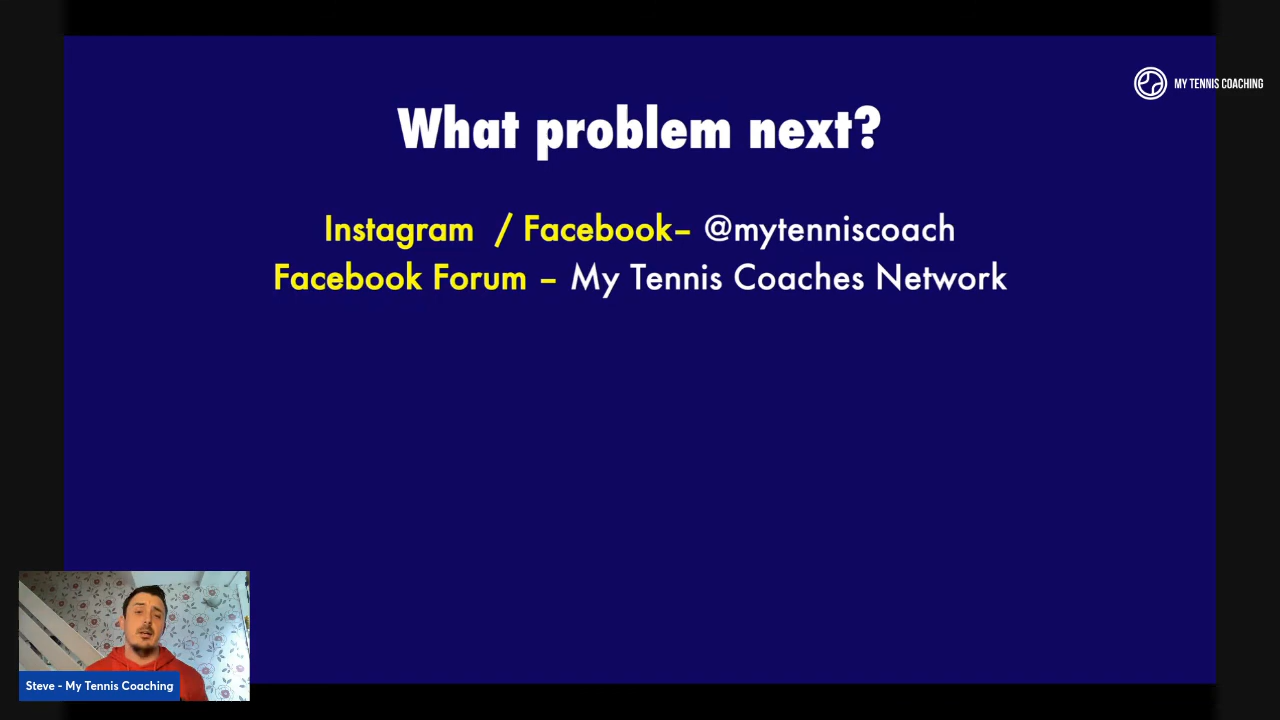 MY TENNIS COACHING
What problem next?
Instagram / Facebook– @mytenniscoach
Facebook Forum – My Tennis Coaches Network
Steve - My Tennis Coaching